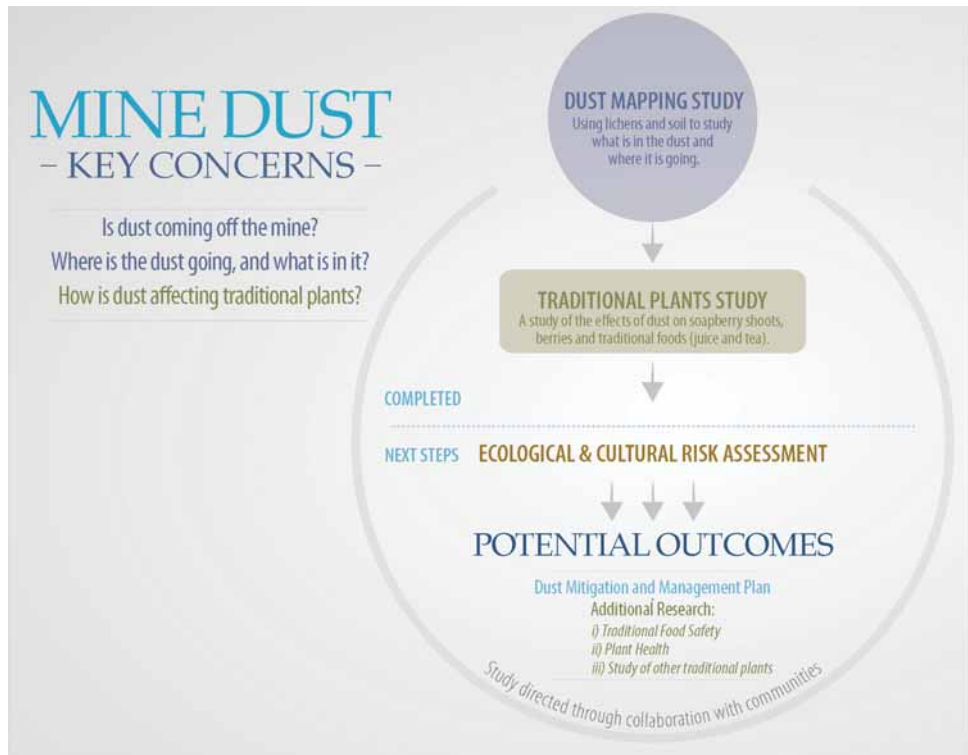 MINE DUST
– KEY CONCERNS –
Is dust coming off the mine?
Where is the dust going, and what is in it?
How is dust affecting traditional plants?
DUST MAPPING STUDY
Using lichens and soil to study
what is in the dust and
where it is going.
TRADITIONAL PLANTS STUDY
A study of the effects of dust on soapberry shoots,
berries and traditional foods (juice and tea).
COMPLETED
NEXT STEPS
ECOLOGICAL & CULTURAL RISK ASSESSMENT
POTENTIAL OUTCOMES
Dust Mitigation and Management Plan
Additional Research:
i) Traditional Food Safety
ii) Plant Health
iii) Study of other traditional plants
Study directed through collaboration with communities